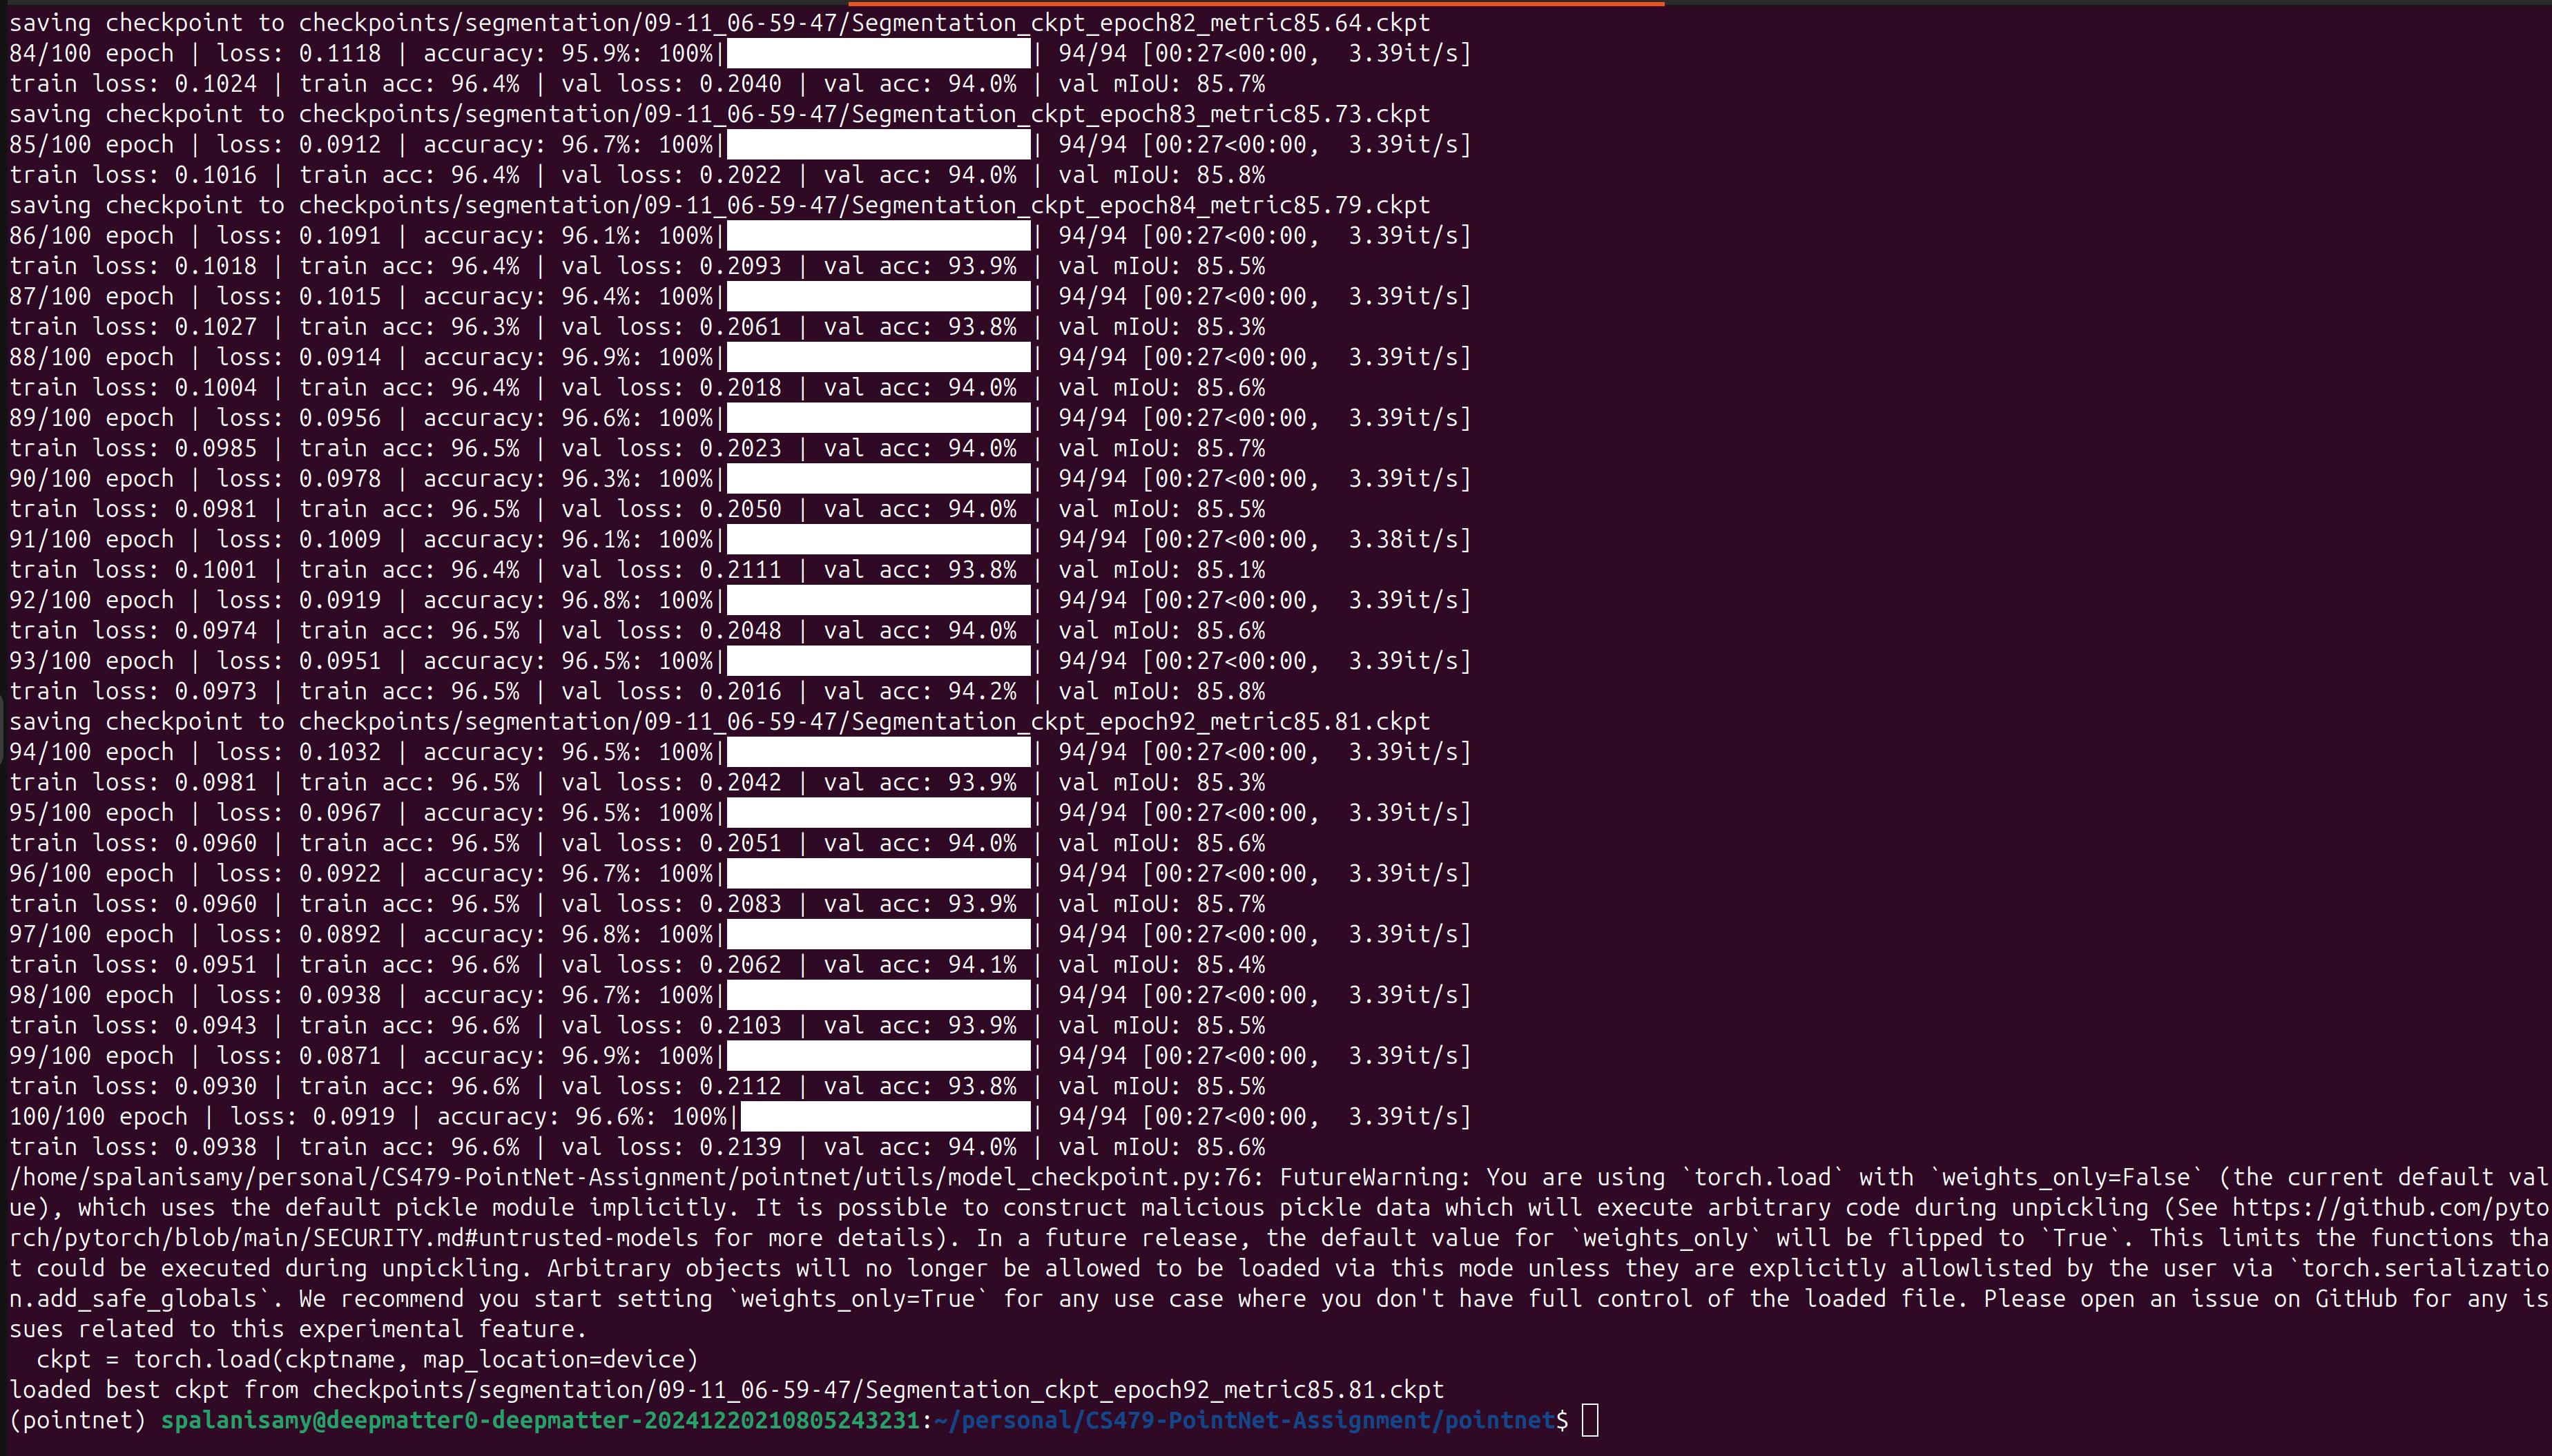 saving checkpoint to checkpoints/segmentation/09-11_06-59-47/Segmentation_ckpt_epoch82_metric85.64.ckpt
84/100 epoch | loss: 0.1118 | accuracy: 95.9%: 100%| | 94/94 [00:27<00:00,  3.39it/s]
train loss: 0.1024 | train acc: 96.4% | val loss: 0.2040 | val acc: 94.0% | val mIoU: 85.7%
saving checkpoint to checkpoints/segmentation/09-11_06-59-47/Segmentation_ckpt_epoch83_metric85.73.ckpt
85/100 epoch | loss: 0.0912 | accuracy: 96.7%: 100%| | 94/94 [00:27<00:00,  3.39it/s]
train loss: 0.1016 | train acc: 96.4% | val loss: 0.2022 | val acc: 94.0% | val mIoU: 85.8%
saving checkpoint to checkpoints/segmentation/09-11_06-59-47/Segmentation_ckpt_epoch84_metric85.79.ckpt
86/100 epoch | loss: 0.1091 | accuracy: 96.1%: 100%| | 94/94 [00:27<00:00,  3.39it/s]
train loss: 0.1018 | train acc: 96.4% | val loss: 0.2093 | val acc: 93.9% | val mIoU: 85.5%
87/100 epoch | loss: 0.1015 | accuracy: 96.4%: 100%| | 94/94 [00:27<00:00,  3.39it/s]
train loss: 0.1027 | train acc: 96.3% | val loss: 0.2061 | val acc: 93.8% | val mIoU: 85.3%
88/100 epoch | loss: 0.0914 | accuracy: 96.9%: 100%| | 94/94 [00:27<00:00,  3.39it/s]
train loss: 0.1004 | train acc: 96.4% | val loss: 0.2018 | val acc: 94.0% | val mIoU: 85.6%
89/100 epoch | loss: 0.0956 | accuracy: 96.6%: 100%| | 94/94 [00:27<00:00,  3.39it/s]
train loss: 0.0985 | train acc: 96.5% | val loss: 0.2023 | val acc: 94.0% | val mIoU: 85.7%
90/100 epoch | loss: 0.0978 | accuracy: 96.3%: 100%| | 94/94 [00:27<00:00,  3.39it/s]
train loss: 0.0981 | train acc: 96.5% | val loss: 0.2050 | val acc: 94.0% | val mIoU: 85.5%
91/100 epoch | loss: 0.1009 | accuracy: 96.1%: 100%| | 94/94 [00:27<00:00,  3.38it/s]
train loss: 0.1001 | train acc: 96.4% | val loss: 0.2111 | val acc: 93.8% | val mIoU: 85.1%
92/100 epoch | loss: 0.0919 | accuracy: 96.8%: 100%| | 94/94 [00:27<00:00,  3.39it/s]
train loss: 0.0974 | train acc: 96.5% | val loss: 0.2048 | val acc: 94.0% | val mIoU: 85.6%
93/100 epoch | loss: 0.0951 | accuracy: 96.5%: 100%| | 94/94 [00:27<00:00,  3.39it/s]
train loss: 0.0973 | train acc: 96.5% | val loss: 0.2016 | val acc: 94.2% | val mIoU: 85.8%
saving checkpoint to checkpoints/segmentation/09-11_06-59-47/Segmentation_ckpt_epoch92_metric85.81.ckpt
94/100 epoch | loss: 0.1032 | accuracy: 96.5%: 100%| | 94/94 [00:27<00:00,  3.39it/s]
train loss: 0.0981 | train acc: 96.5% | val loss: 0.2042 | val acc: 93.9% | val mIoU: 85.3%
95/100 epoch | loss: 0.0967 | accuracy: 96.5%: 100%| | 94/94 [00:27<00:00,  3.39it/s]
train loss: 0.0960 | train acc: 96.5% | val loss: 0.2051 | val acc: 94.0% | val mIoU: 85.6%
96/100 epoch | loss: 0.0922 | accuracy: 96.7%: 100%| | 94/94 [00:27<00:00,  3.39it/s]
train loss: 0.0960 | train acc: 96.5% | val loss: 0.2083 | val acc: 93.9% | val mIoU: 85.7%
97/100 epoch | loss: 0.0892 | accuracy: 96.8%: 100%| | 94/94 [00:27<00:00,  3.39it/s]
train loss: 0.0951 | train acc: 96.6% | val loss: 0.2062 | val acc: 94.1% | val mIoU: 85.4%
98/100 epoch | loss: 0.0938 | accuracy: 96.7%: 100%| | 94/94 [00:27<00:00,  3.39it/s]
train loss: 0.0943 | train acc: 96.6% | val loss: 0.2103 | val acc: 93.9% | val mIoU: 85.5%
99/100 epoch | loss: 0.0871 | accuracy: 96.9%: 100%| | 94/94 [00:27<00:00,  3.39it/s]
train loss: 0.0930 | train acc: 96.6% | val loss: 0.2112 | val acc: 93.8% | val mIoU: 85.5%
100/100 epoch | loss: 0.0919 | accuracy: 96.6%: 100%| | 94/94 [00:27<00:00,  3.39it/s]
train loss: 0.0938 | train acc: 96.6% | val loss: 0.2139 | val acc: 94.0% | val mIoU: 85.6%
/home/spalanisamy/personal/CS479-PointNet-Assignment/pointnet/utils/model_checkpoint.py:76: FutureWarning: You are using `torch.load` with `weights_only=False` (the current default val
ue), which uses the default pickle module implicitly. It is possible to construct malicious pickle data which will execute arbitrary code during unpickling (See https://github.com/pyto
rch/pytorch/blob/main/SECURITY.md#untrusted-models for more details). In a future release, the default value for `weights_only` will be flipped to `True`. This limits the functions tha
t could be executed during unpickling. Arbitrary objects will no longer be allowed to be loaded via this mode unless they are explicitly allowlisted by the user via `torch.serializatio
n.add_safe_globals`. We recommend you start setting `weights_only=True` for any use case where you don't have full control of the loaded file. Please open an issue on GitHub for any is
sues related to this experimental feature.
  ckpt = torch.load(ckptname, map_location=device)
loaded best ckpt from checkpoints/segmentation/09-11_06-59-47/Segmentation_ckpt_epoch92_metric85.81.ckpt
(pointnet) spalanisamy@deepmatter0-deepmatter-20241220210805243231:~/personal/CS479-PointNet-Assignment/pointnet$